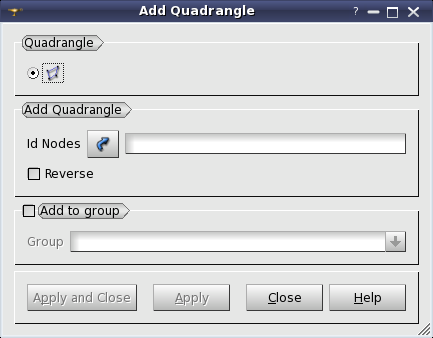 Add Quadrangle
?
Quadrangle
Add Quadrangle
Id Nodes
Reverse
Add to group
Group
Apply and Close Apply Close Help